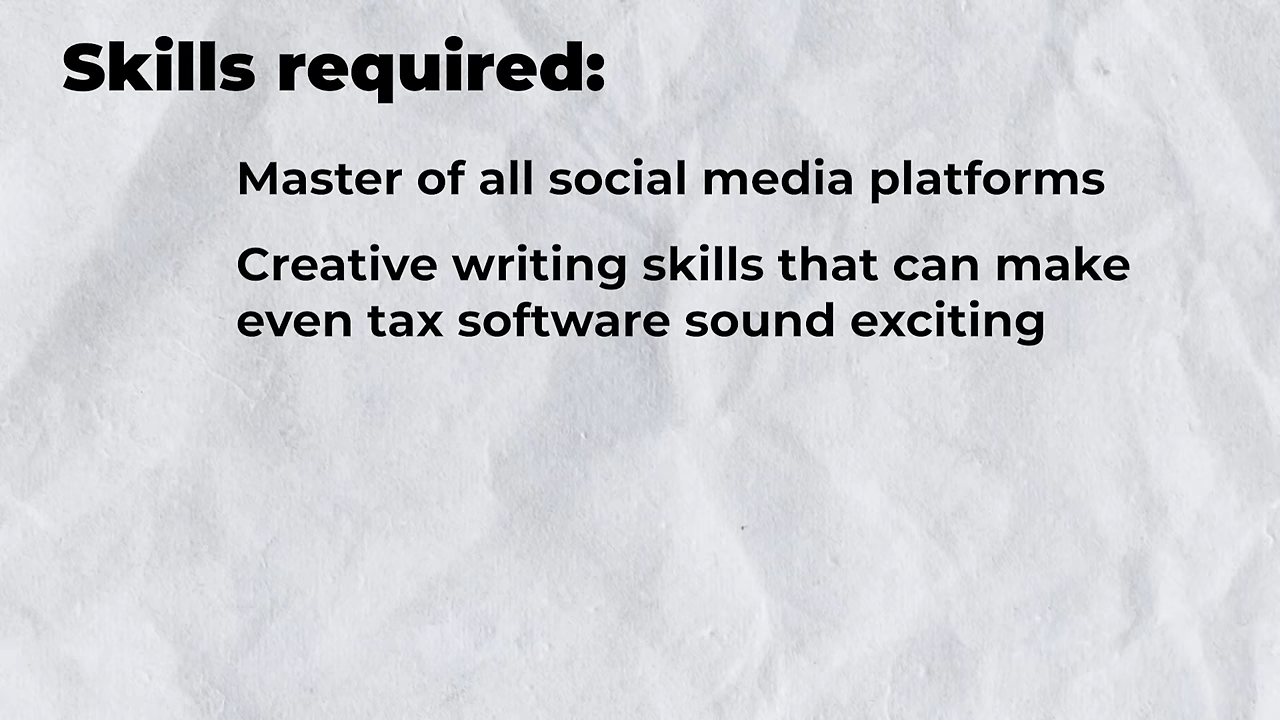 Skills required:
Master of all social media platforms
Creative writing skills that can make
even tax software sound exciting